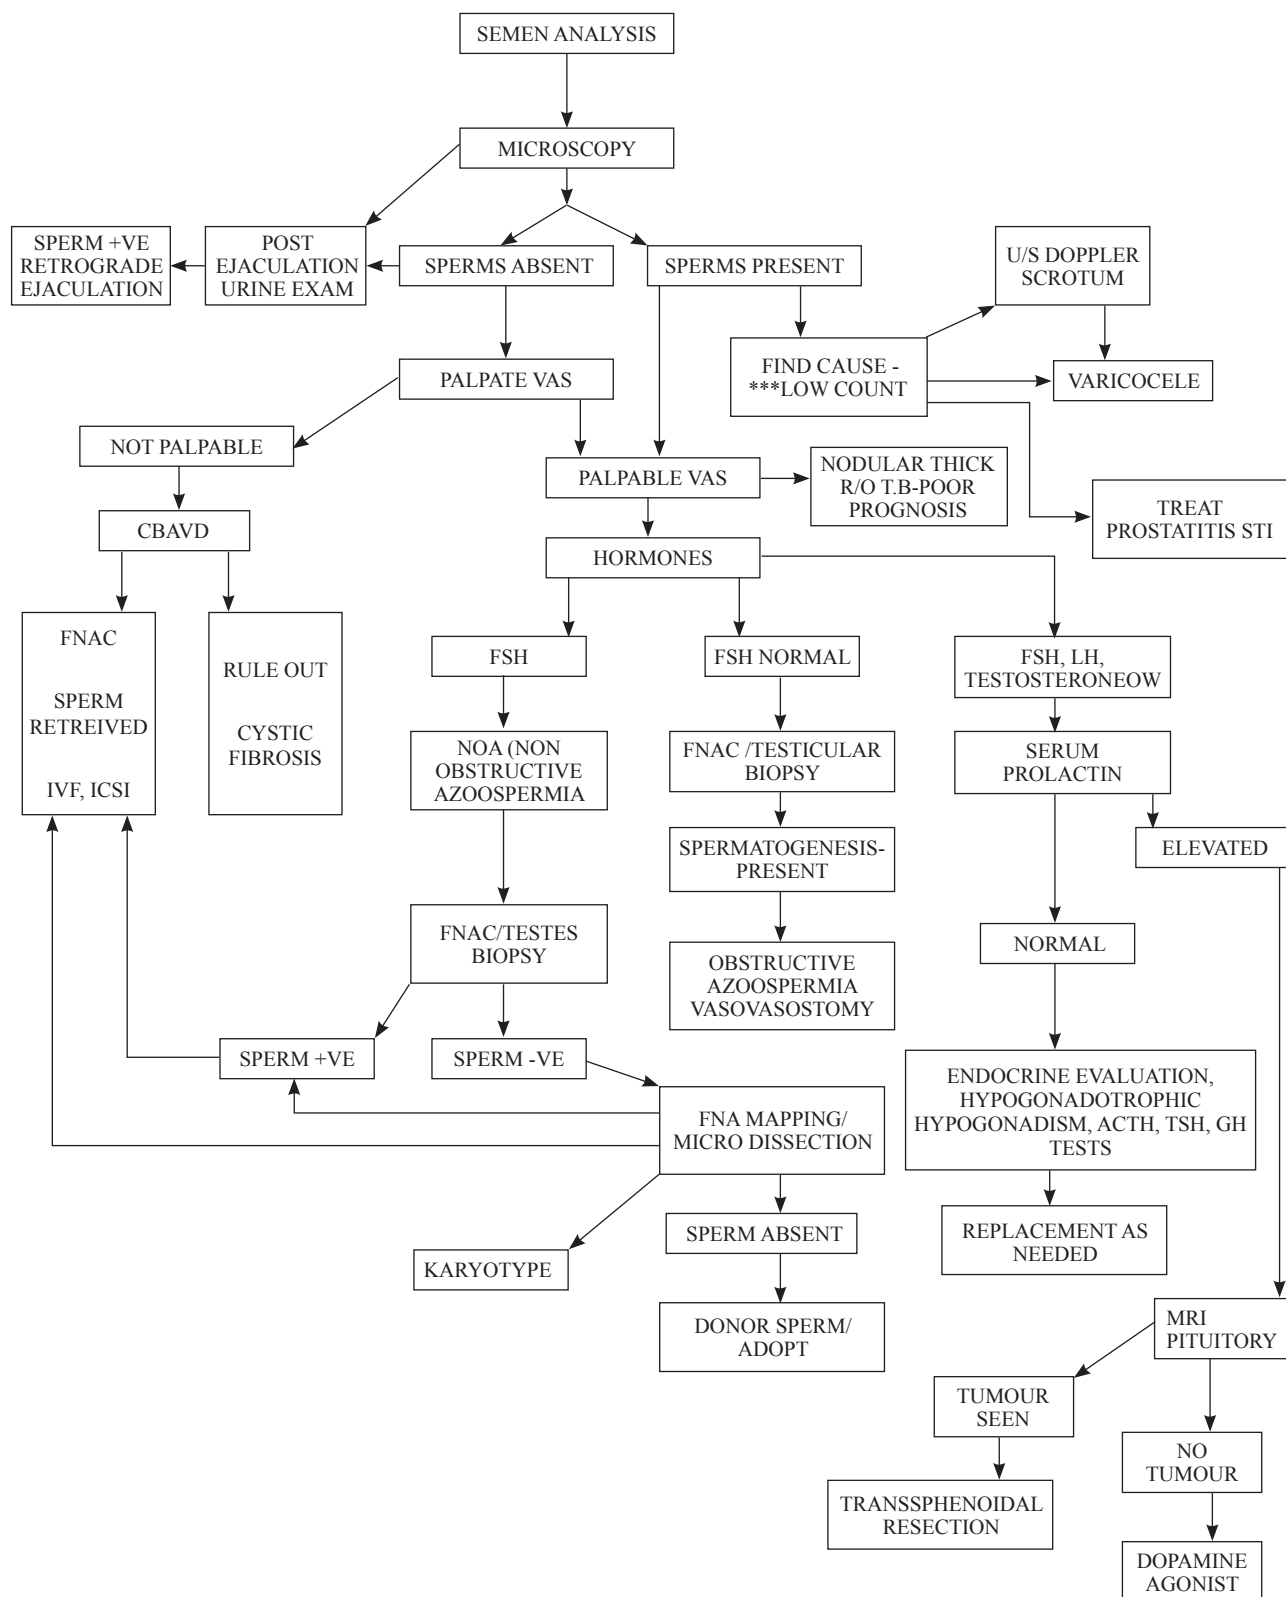 SEMEN ANALYSIS
MICROSCOPY
SPERM +VE
RETROGRADE
EJACULATION
POST
EJACULATION
URINE EXAM
SPERMS ABSENT
SPERMS PRESENT
U/S DOPPLER
SCROTUM
PALPATE VAS
FIND CAUSE -
***LOW COUNT
VARICOCELE
NOT PALPABLE
PALPABLE VAS
NODULAR THICK
R/O T.B-POOR
PROGNOSIS
TREAT
PROSTATITIS STI
CBAVD
HORMONES
FNAC
SPERM
RETREIVED
IVF, ICSI
RULE OUT
CYSTIC
FIBROSIS
FSH
FSH NORMAL
FSH, LH,
TESTOSTERONEOW
NOA (NON
OBSTRUCTIVE
AZOOSPERMIA
FNAC /TESTICULAR
BIOPSY
SERUM
PROLACTIN
SPERMATOGENESIS-
PRESENT
ELEVATED
FNAC/TESTES
BIOPSY
OBSTRUCTIVE
AZOOSPERMIA
VASOVASOSTOMY
NORMAL
SPERM +VE
SPERM -VE
ENDOCRINE EVALUATION,
HYPOGONADOTROPHIC
HYPOGONADISM, ACTH, TSH, GH
TESTS
FNA MAPPING/
MICRO DISSECTION
KARYOTYPE
SPERM ABSENT
REPLACEMENT AS
NEEDED
DONOR SPERM/
ADOPT
MRI
PITUITORY
TUMOUR
SEEN
NO
TUMOUR
TRANSSPHENOIDAL
RESECTION
DOPAMINE
AGONIST